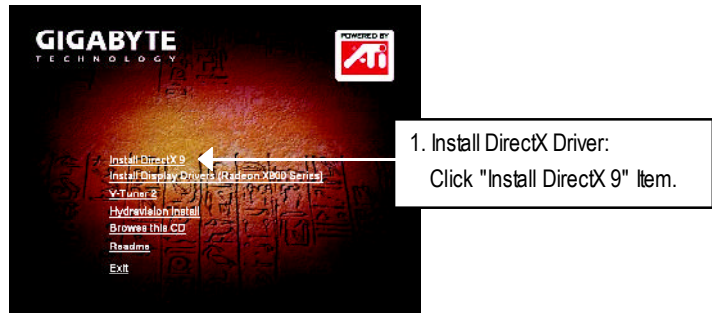 GIGABYTE
TECHNOLOGY
POWERED BY
ATi
Install DirectX 9
Install Display Drivers (Radeon X800 Series)
V-Tuner 2
Hydravision Install
Browse this CD
Readme
Exit
1. Install DirectX Driver:
Click "Install DirectX 9" Item.